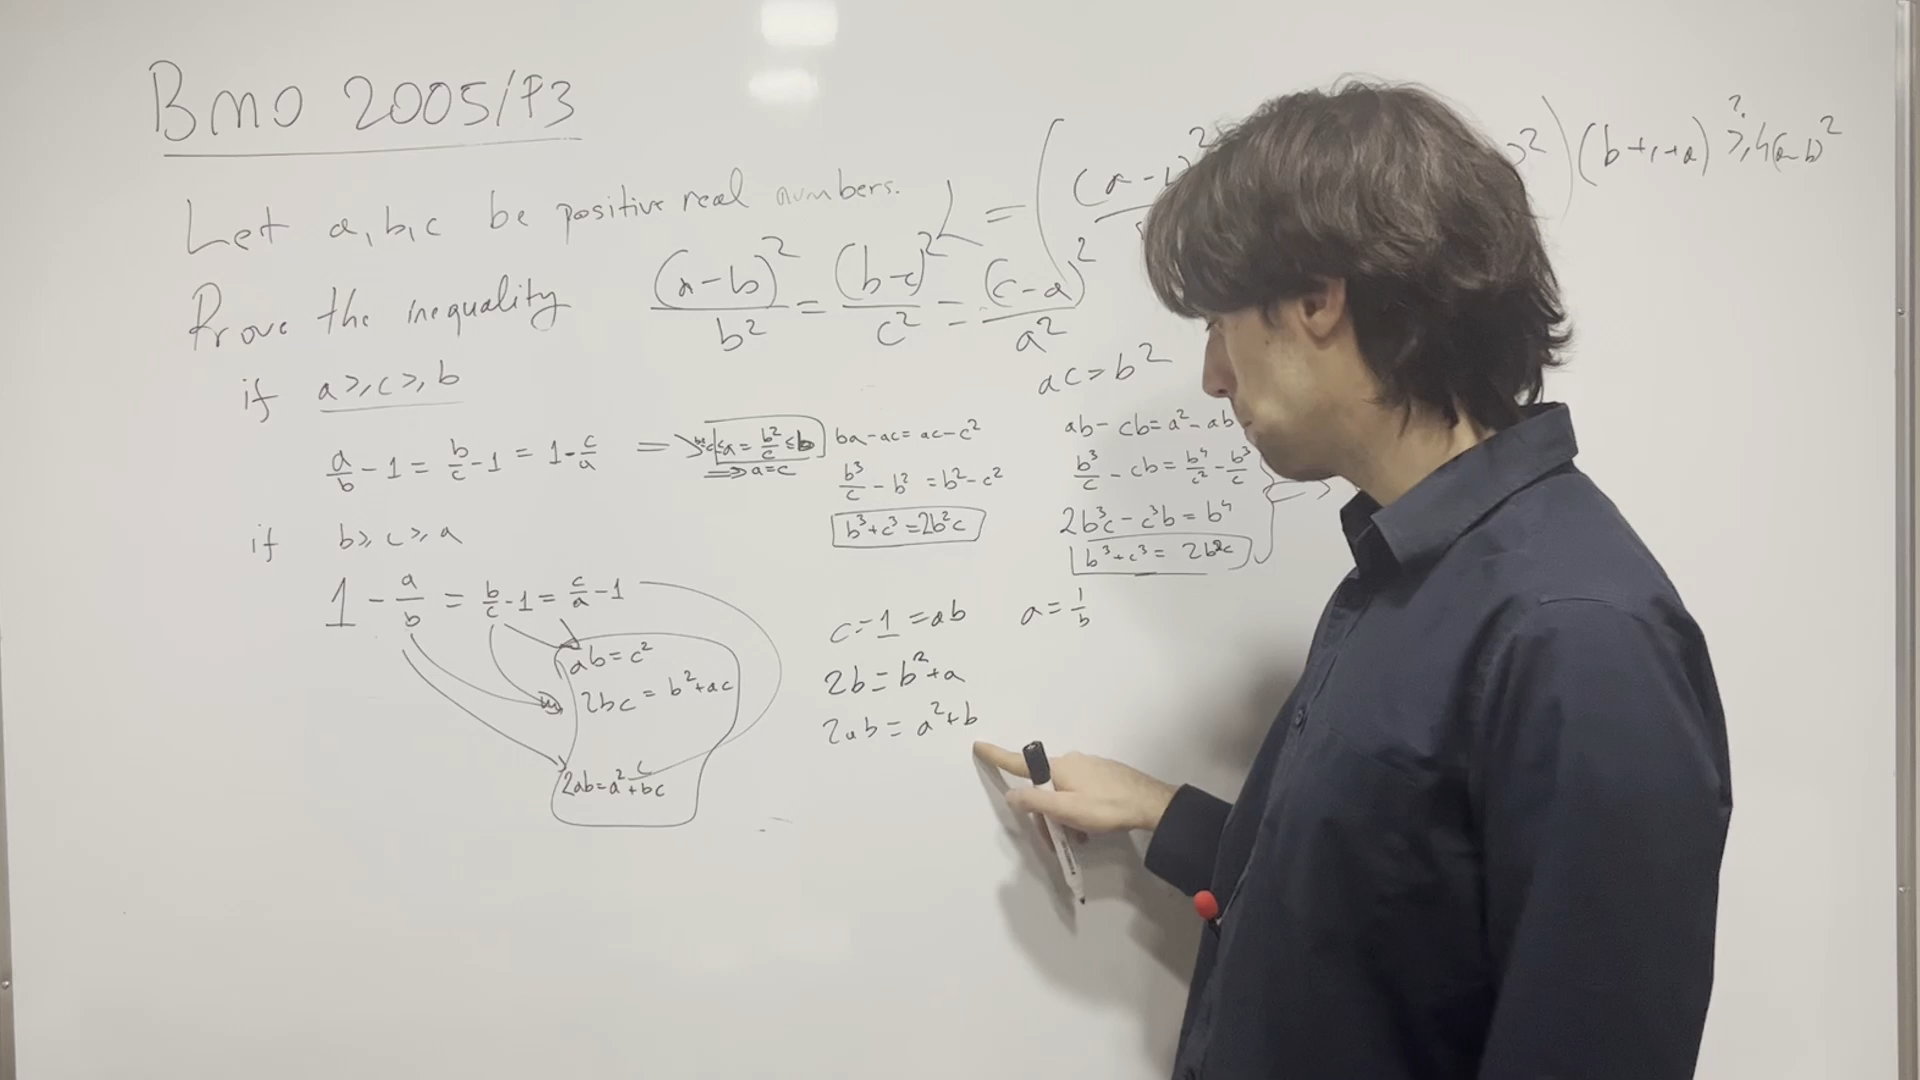 BMO 2005/P3
Let a,b,c be positive real numbers.
L = ( (a-b)² )(b+c+a) ≥? 4(a-b)²
Prove the inequality
(a-b)²/b² = (b-c)²/c² = (c-a)²/a²
if a ≥ c ≥ b
ac = b²
a/b - 1 = b/c - 1 = 1 - c/a =
a = b²/c ≤ b
⇒ a=c
ba-ac = ac-c²
b³/c - b² = b²-c²
b³+c³=2b²c
ab-cb=a²-ab
b³/c - cb = b⁴/c² - b³/c
2b³c - c³b = b⁴
b³+c³ = 2b²c
if b ≥ c ≥ a
1 - a/b = b/c - 1 = c/a - 1
ab = c²
2bc = b²+ac
2ab=a²+bc
c=1=ab
a=1/b
2b=b²+a
2ab = a²+b